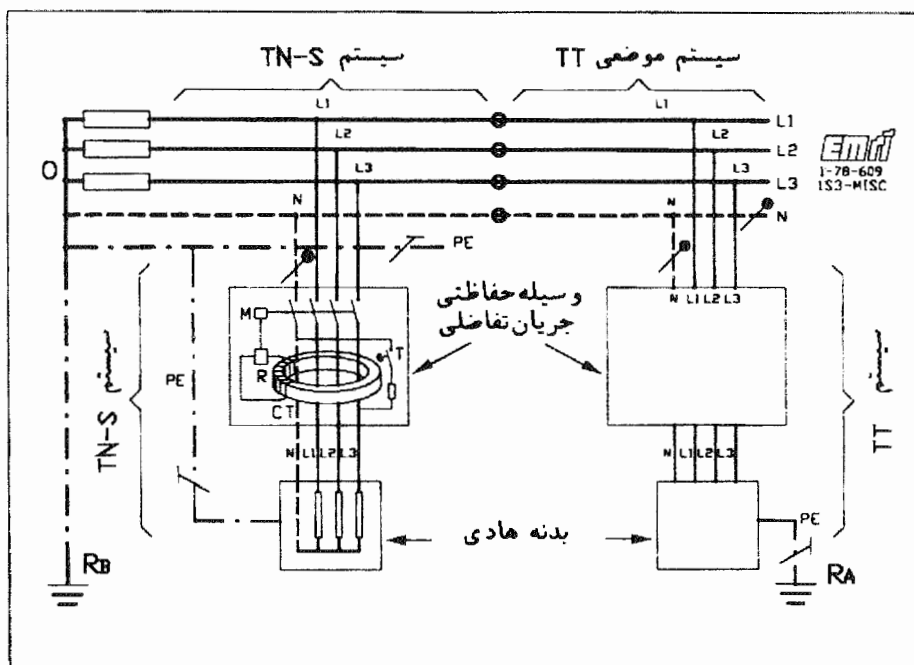 سیستم TN-S
سیستم موضعی TT
L1
L1
L1
L2
L2
L2
L3
L3
L3
O
emri
1-78-609
1S3-MISC
N
N
N
PE
وسیله حفاظتی
جریان تفاضلی
M
T
R
CT
N L1 L2 L3
PE
سیستم TN-S
سیستم TT
N L1 L2 L3
N L1 L2 L3
بدنه هادی
PE
RB
RA